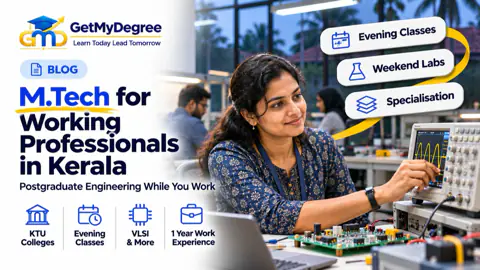 GMD
GetMyDegree
Learn Today Lead Tomorrow
BLOG
M.Tech for
Working
Professionals
in Kerala
Postgraduate Engineering While You Work
KTU
Colleges
Evening
Classes
VLSI
& More
1 Year Work
Experience
Evening Classes
Weekend Labs
Specialisation